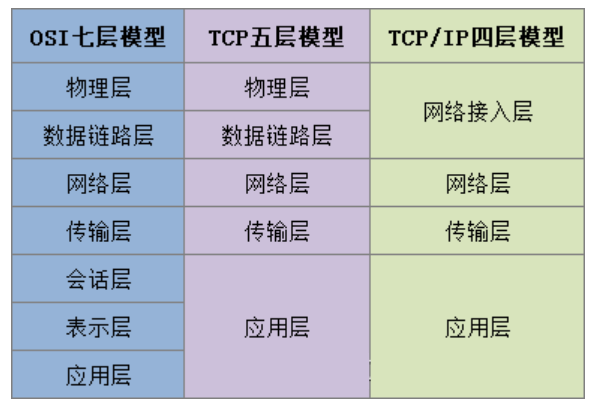 OSI七层模型 TCP五层模型 TCP/IP四层模型
物理层 物理层
网络接入层
数据链路层 数据链路层
网络层 网络层 网络层
传输层 传输层 传输层
会话层
表示层 应用层 应用层
应用层